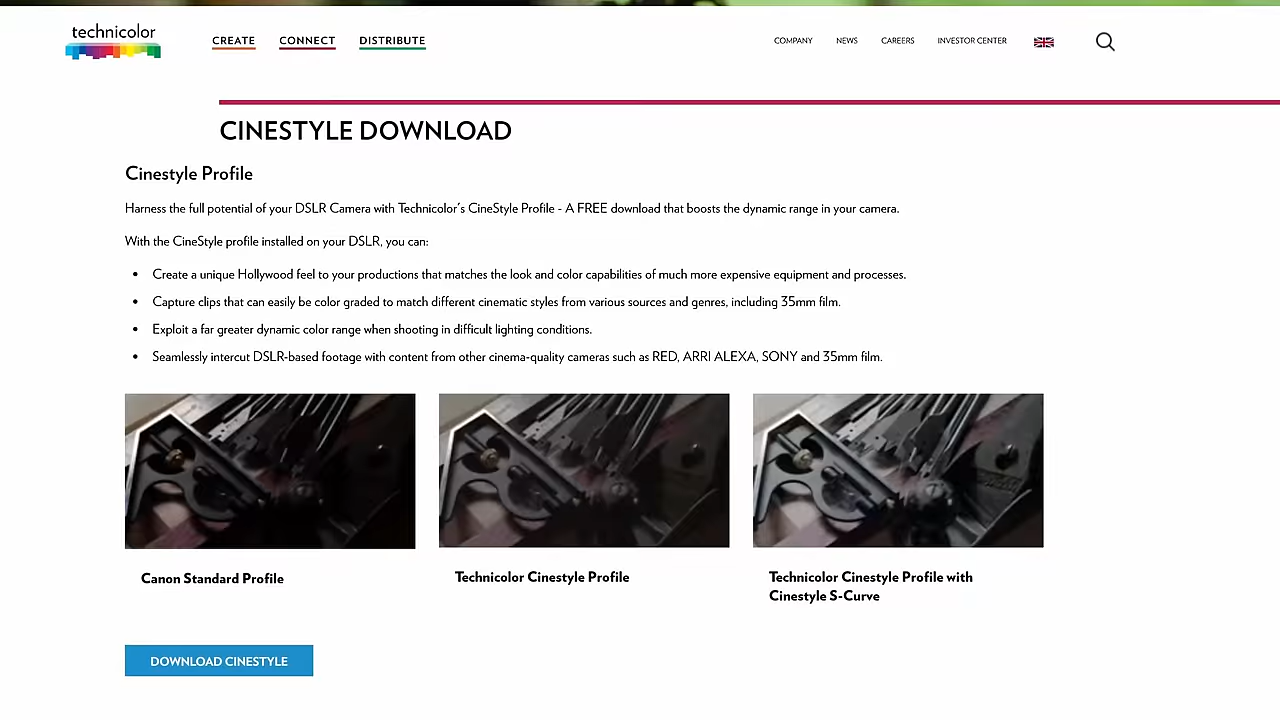 technicolor
CREATE CONNECT DISTRIBUTE
COMPANY NEWS CAREERS INVESTOR CENTER
CINESTYLE DOWNLOAD
Cinestyle Profile
Harness the full potential of your DSLR Camera with Technicolor's CineStyle Profile - A FREE download that boosts the dynamic range in your camera.
With the CineStyle profile installed on your DSLR, you can:
• Create a unique Hollywood feel to your productions that matches the look and color capabilities of much more expensive equipment and processes.
• Capture clips that can easily be color graded to match different cinematic styles from various sources and genres, including 35mm film.
• Exploit a far greater dynamic color range when shooting in difficult lighting conditions.
• Seamlessly intercut DSLR-based footage with content from other cinema-quality cameras such as RED, ARRI ALEXA, SONY and 35mm film.
Canon Standard Profile
Technicolor Cinestyle Profile
Technicolor Cinestyle Profile with
Cinestyle S-Curve
DOWNLOAD CINESTYLE